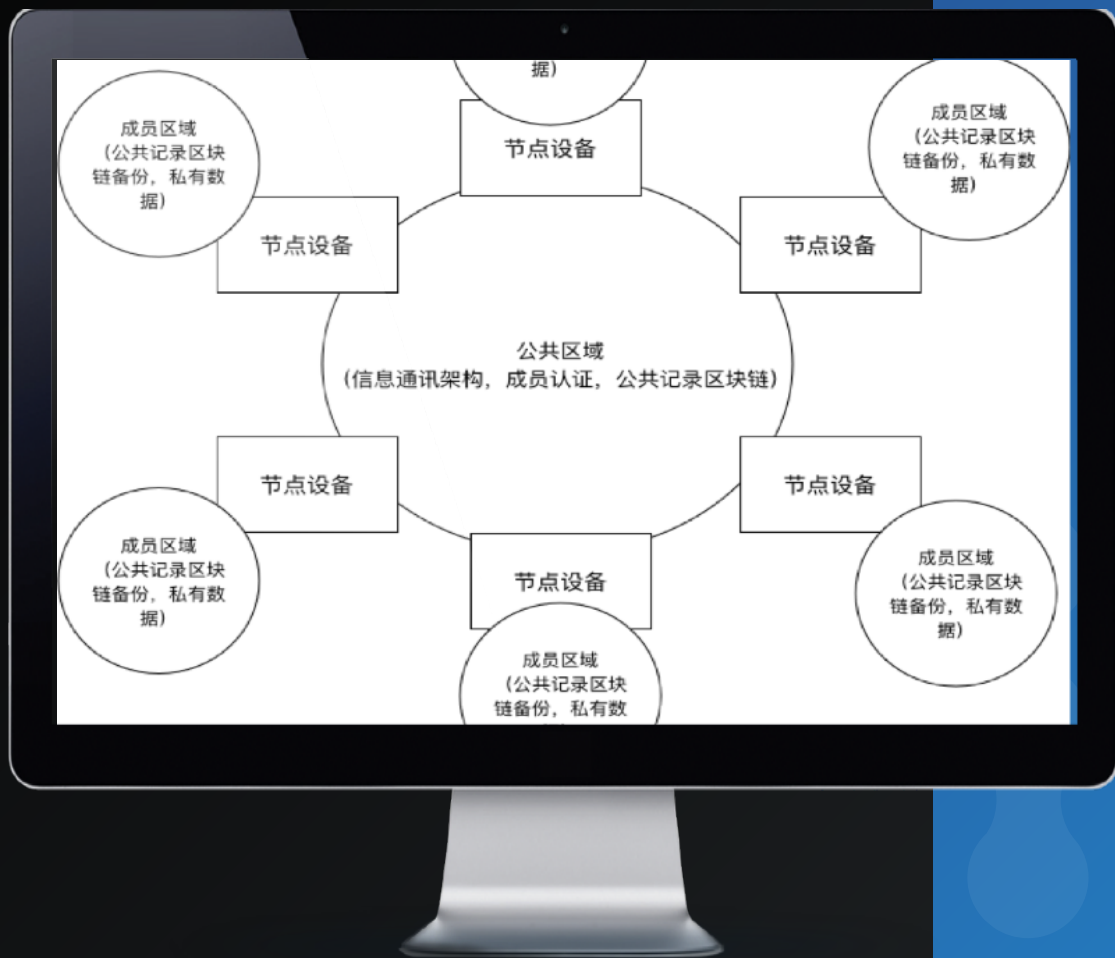 据）
节点设备
成员区域
（公共记录区块
链备份，私有数
据）
成员区域
（公共记录区块
链备份，私有数
据）
节点设备
节点设备
公共区域
（信息通讯架构，成员认证，公共记录区块链）
节点设备
节点设备
成员区域
（公共记录区块
链备份，私有数
据）
成员区域
（公共记录区块
链备份，私有数
据）
节点设备
成员区域
（公共记录区块
链备份，私有数